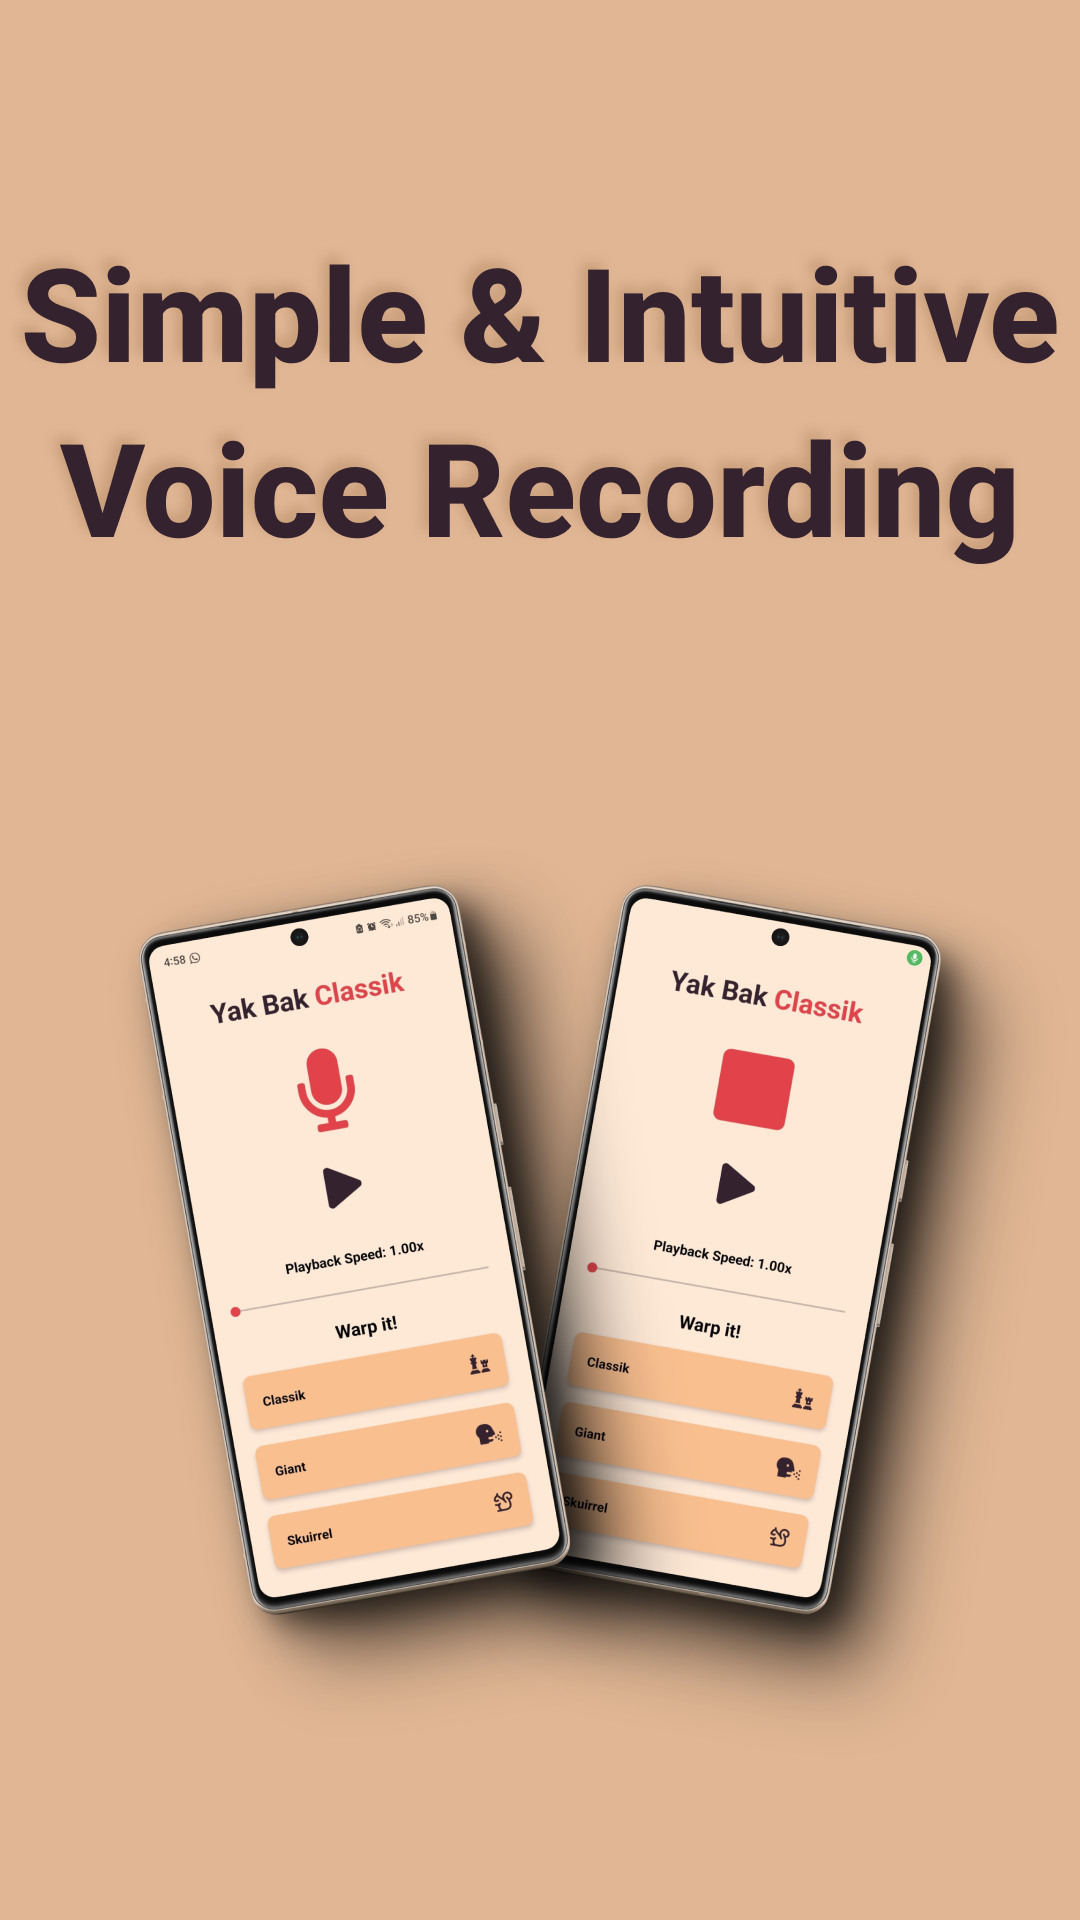 Simple & Intuitive
Voice Recording
4:58
85%
Yak Bak Classik
Playback Speed: 1.00x
Warp it!
Classik
Giant
Skuirrel
Yak Bak Classik
Playback Speed: 1.00x
Warp it!
Classik
Giant
Skuirrel